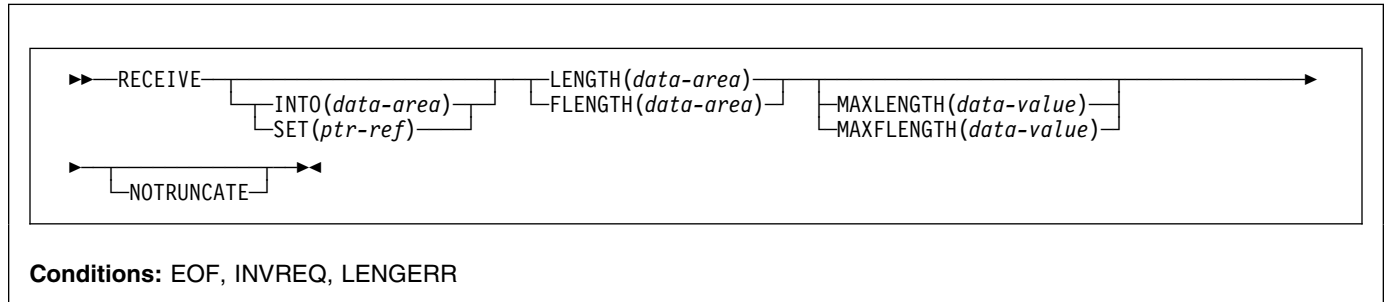 RECEIVE LENGTH(data-area)
INTO(data-area) FLENGTH(data-area) MAXLENGTH(data-value)
SET(ptr-ref) MAXFLENGTH(data-value)
NOTRUNCATE
Conditions: EOF, INVREQ, LENGERR